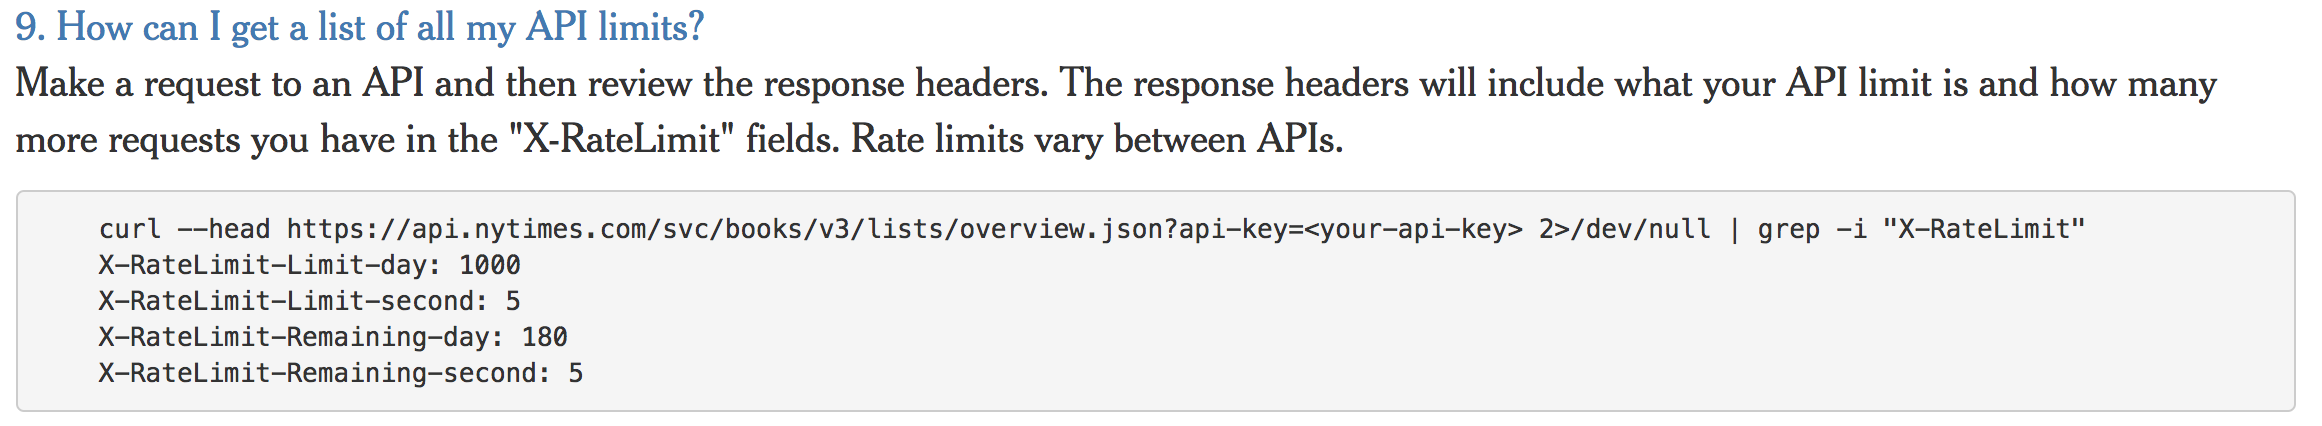 9. How can I get a list of all my API limits?
Make a request to an API and then review the response headers. The response headers will include what your API limit is and how many
more requests you have in the "X-RateLimit" fields. Rate limits vary between APIs.
curl --head https://api.nytimes.com/svc/books/v3/lists/overview.json?api-key=<your-api-key> 2>/dev/null | grep -i "X-RateLimit"
X-RateLimit-Limit-day: 1000
X-RateLimit-Limit-second: 5
X-RateLimit-Remaining-day: 180
X-RateLimit-Remaining-second: 5